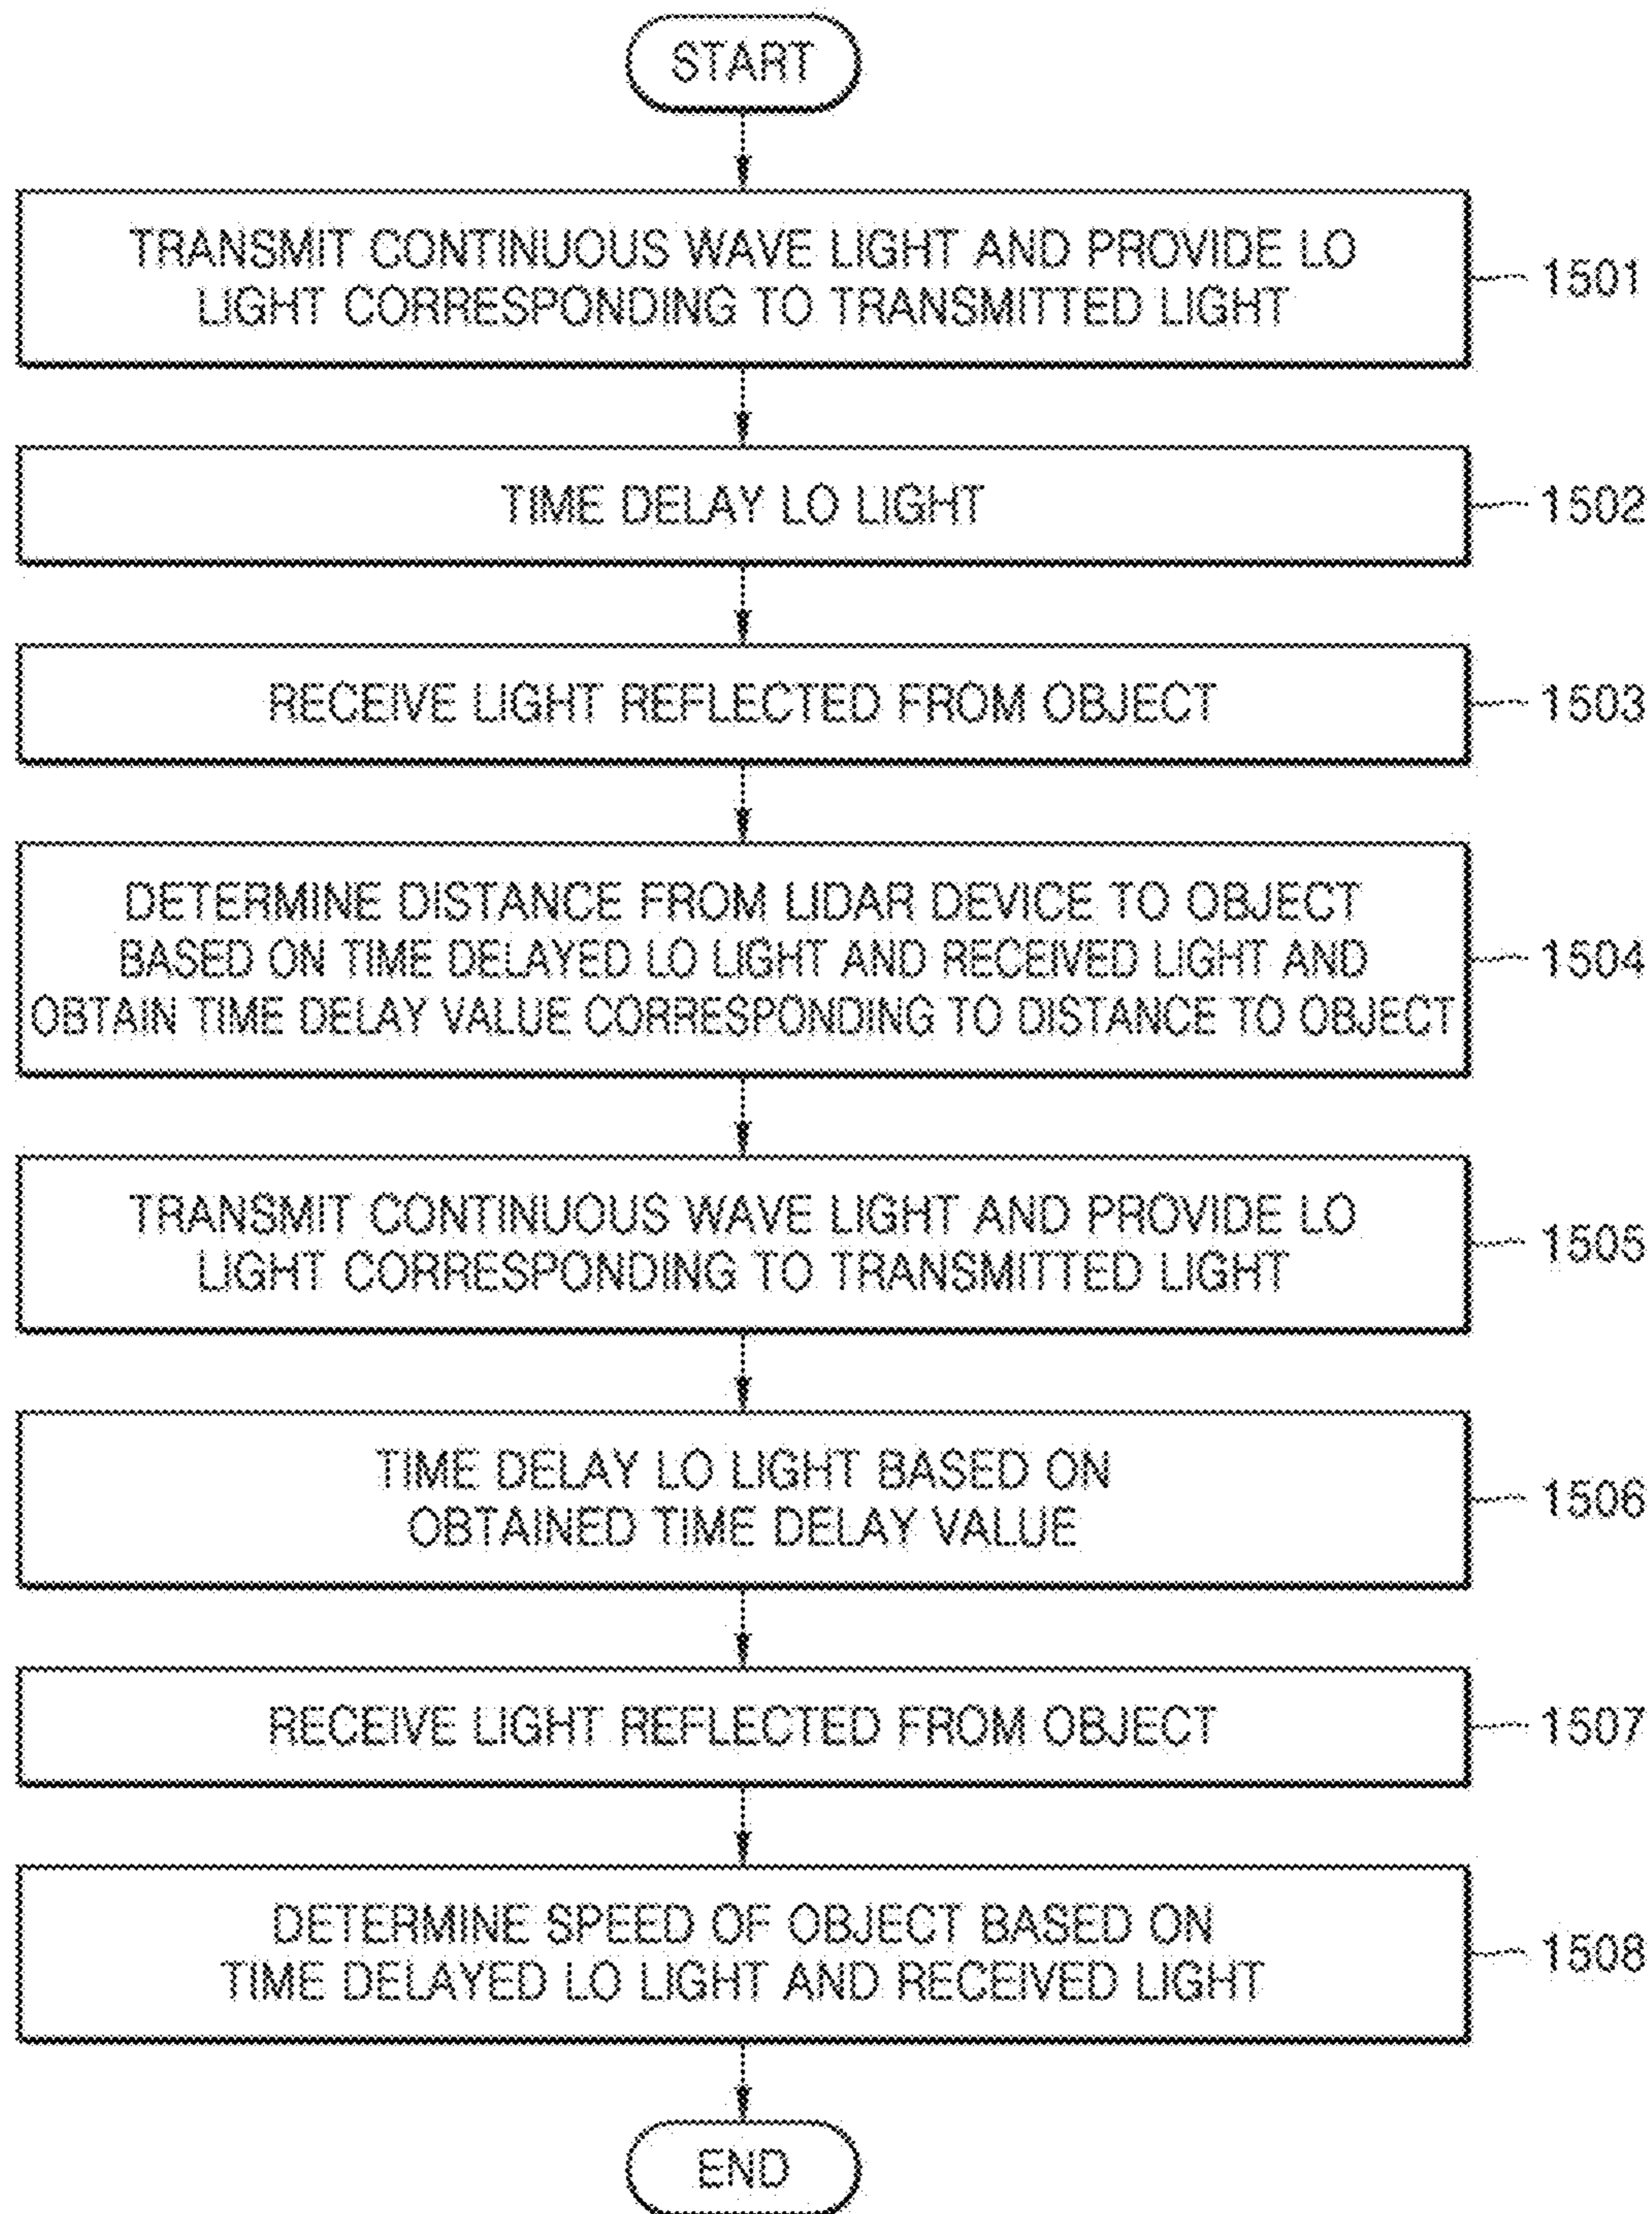 START
TRANSMIT CONTINUOUS WAVE LIGHT AND PROVIDE LO
LIGHT CORRESPONDING TO TRANSMITTED LIGHT
1501
TIME DELAY LO LIGHT
1502
RECEIVE LIGHT REFLECTED FROM OBJECT
1503
DETERMINE DISTANCE FROM LIDAR DEVICE TO OBJECT
BASED ON TIME DELAYED LO LIGHT AND RECEIVED LIGHT AND
OBTAIN TIME DELAY VALUE CORRESPONDING TO DISTANCE TO OBJECT
1504
TRANSMIT CONTINUOUS WAVE LIGHT AND PROVIDE LO
LIGHT CORRESPONDING TO TRANSMITTED LIGHT
1505
TIME DELAY LO LIGHT BASED ON
OBTAINED TIME DELAY VALUE
1506
RECEIVE LIGHT REFLECTED FROM OBJECT
1507
DETERMINE SPEED OF OBJECT BASED ON
TIME DELAYED LO LIGHT AND RECEIVED LIGHT
1508
END